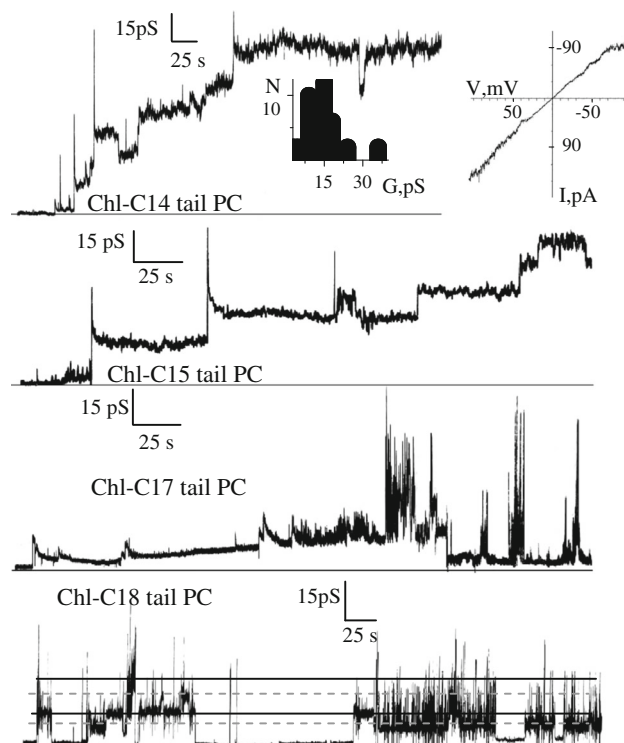 15pS
25 s
-90
V,mV
50
-50
N
10
90
15
30
G,pS
I,pA
Chl-C14 tail PC
15 pS
25 s
Chl-C15 tail PC
15 pS
25 s
Chl-C17 tail PC
Chl-C18 tail PC
15pS
25 s